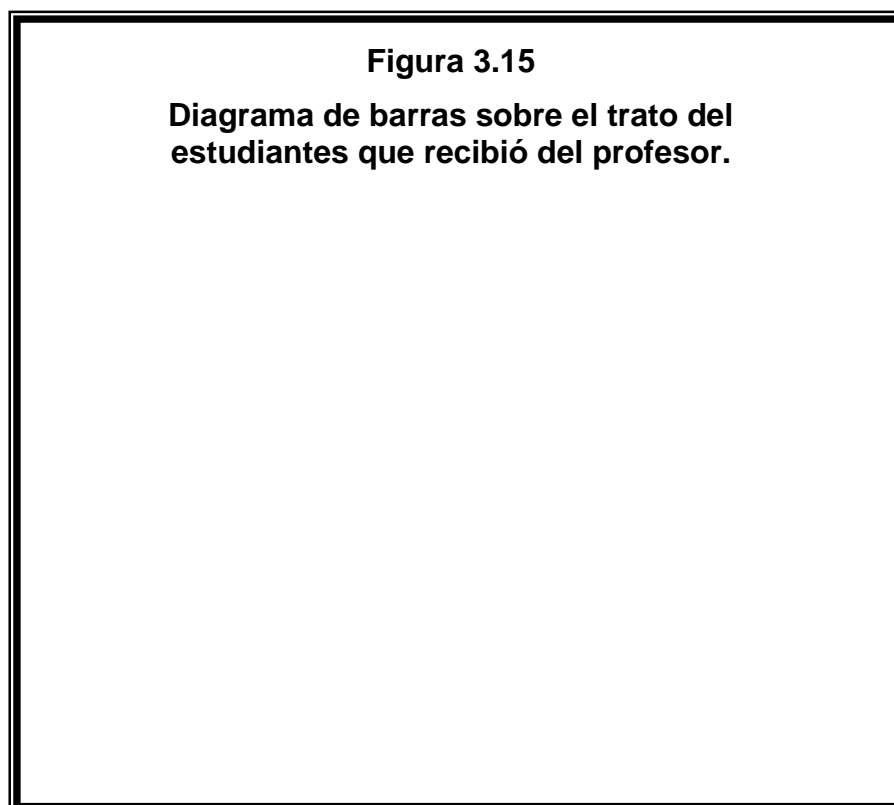 Figura 3.15
Diagrama de barras sobre el trato del
estudiantes que recibió del profesor.